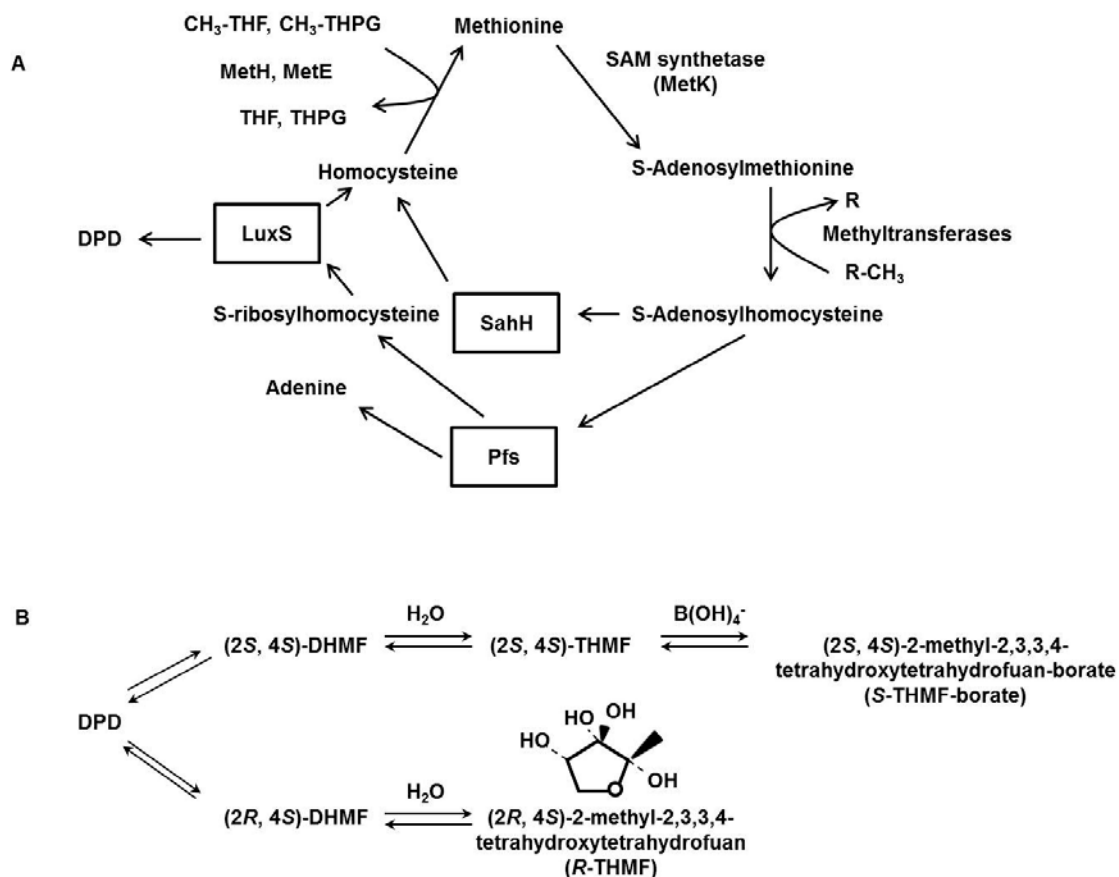 A
CH₃-THF, CH₃-THPG
Methionine
MetH, MetE
SAM synthetase
(MetK)
THF, THPG
Homocysteine
S-Adenosylmethionine
LuxS
DPD
R
Methyltransferases
R-CH₃
S-ribosylhomocysteine
SahH
S-Adenosylhomocysteine
Adenine
Pfs
B
(2S, 4S)-DHMF
H₂O
(2S, 4S)-THMF
B(OH)₄⁻
(2S, 4S)-2-methyl-2,3,3,4-
tetrahydroxytetrahydrofuan-borate
(S-THMF-borate)
DPD
HO
OH
HO
OH
O
(2R, 4S)-DHMF
H₂O
(2R, 4S)-2-methyl-2,3,3,4-
tetrahydroxytetrahydrofuan
(R-THMF)